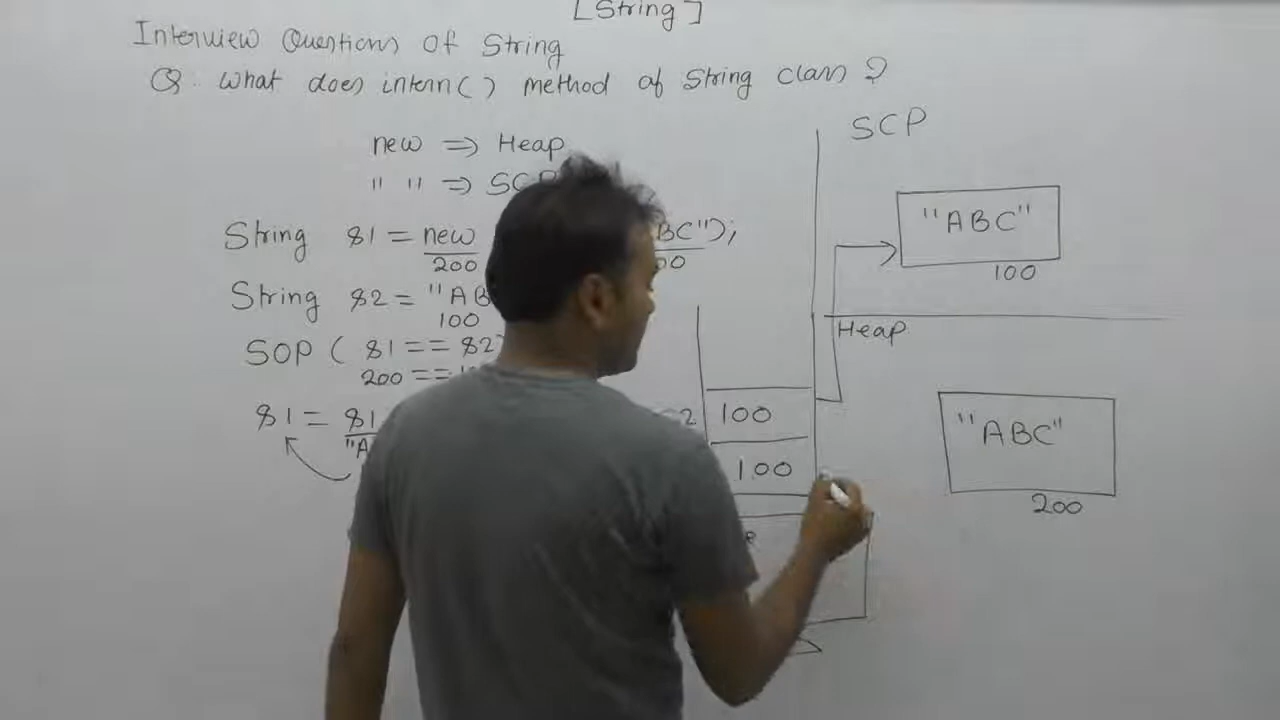 [String]
Interview Questions Of String
Q. What does intern() method of String class?
new => Heap
" " => SCP
String s1 = new BC");
200 00
String s2 = "AB
100
SOP ( s1 == s2
200 ==
s1 = s1
"A
SCP
"ABC"
100
Heap
"ABC"
200
100
100